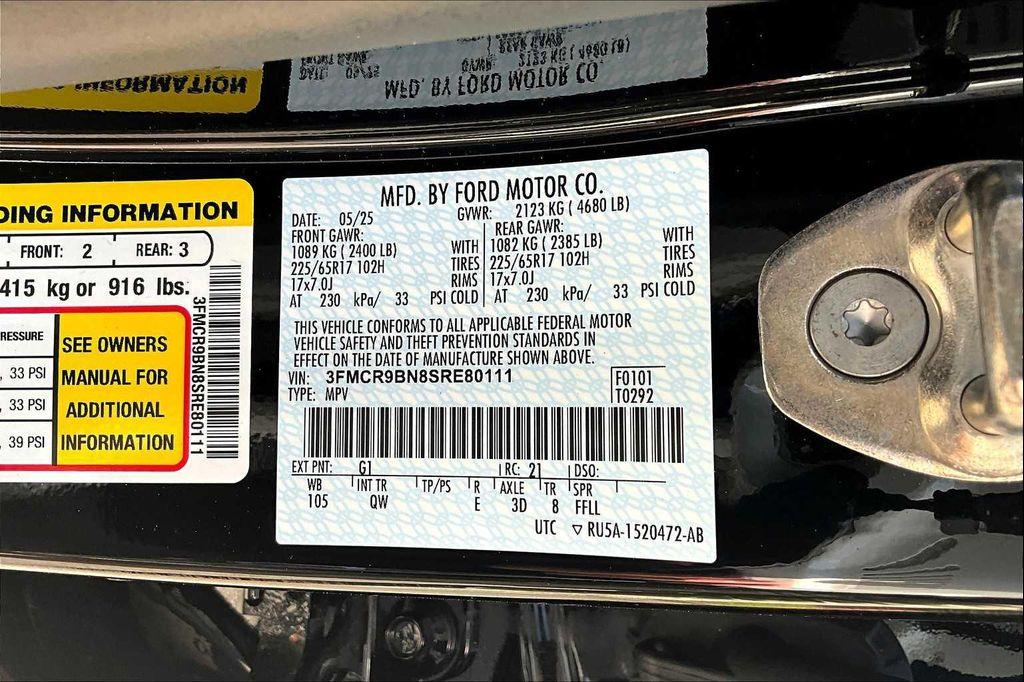 DING INFORMATION
FRONT: 2 REAR: 3
415 kg or 916 lbs.
RESSURE
, 33 PSI
, 33 PSI
, 39 PSI
SEE OWNERS
MANUAL FOR
ADDITIONAL
INFORMATION
3FMCR9BN8SRE80111
MFD. BY FORD MOTOR CO.
DATE: 05/25 GVWR: 2123 KG ( 4680 LB)
FRONT GAWR: REAR GAWR:
1089 KG ( 2400 LB) WITH 1082 KG ( 2385 LB) WITH
225/65R17 102H TIRES 225/65R17 102H TIRES
17x7.0J RIMS 17x7.0J RIMS
AT 230 kPa/ 33 PSI COLD AT 230 kPa/ 33 PSI COLD
THIS VEHICLE CONFORMS TO ALL APPLICABLE FEDERAL MOTOR
VEHICLE SAFETY AND THEFT PREVENTION STANDARDS IN
EFFECT ON THE DATE OF MANUFACTURE SHOWN ABOVE.
VIN: 3FMCR9BN8SRE80111 F0101
TYPE: MPV T0292
EXT PNT: G1 RC: 21 DSO:
WB INT TR TP/PS R AXLE TR SPR
105 QW E 3D 8 FFLL
UTC ▽ RU5A-1520472-AB